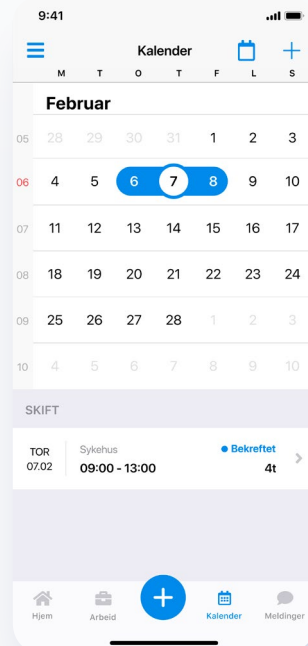 9:41
Kalender
M T O T F L S
Februar
05 28 29 30 31 1 2 3
06 4 5 6 7 8 9 10
07 11 12 13 14 15 16 17
08 18 19 20 21 22 23 24
09 25 26 27 28 1 2 3
10 4 5 6 7 8 9 10
SKIFT
TOR Sykehus Bekreftet
07.02 09:00 - 13:00 4t
Hjem Arbeid Kalender Meldinger